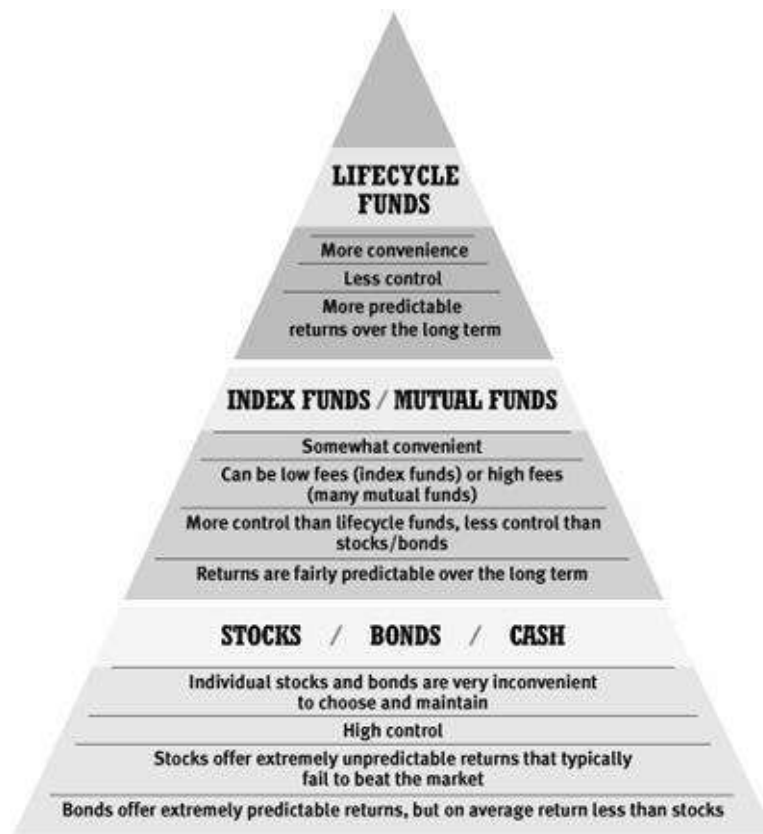 LIFECYCLE
FUNDS
More convenience
Less control
More predictable
returns over the long term
INDEX FUNDS / MUTUAL FUNDS
Somewhat convenient
Can be low fees (index funds) or high fees
(many mutual funds)
More control than lifecycle funds, less control than
stocks/bonds
Returns are fairly predictable over the long term
STOCKS / BONDS / CASH
Individual stocks and bonds are very inconvenient
to choose and maintain
High control
Stocks offer extremely unpredictable returns that typically
fail to beat the market
Bonds offer extremely predictable returns, but on average return less than stocks